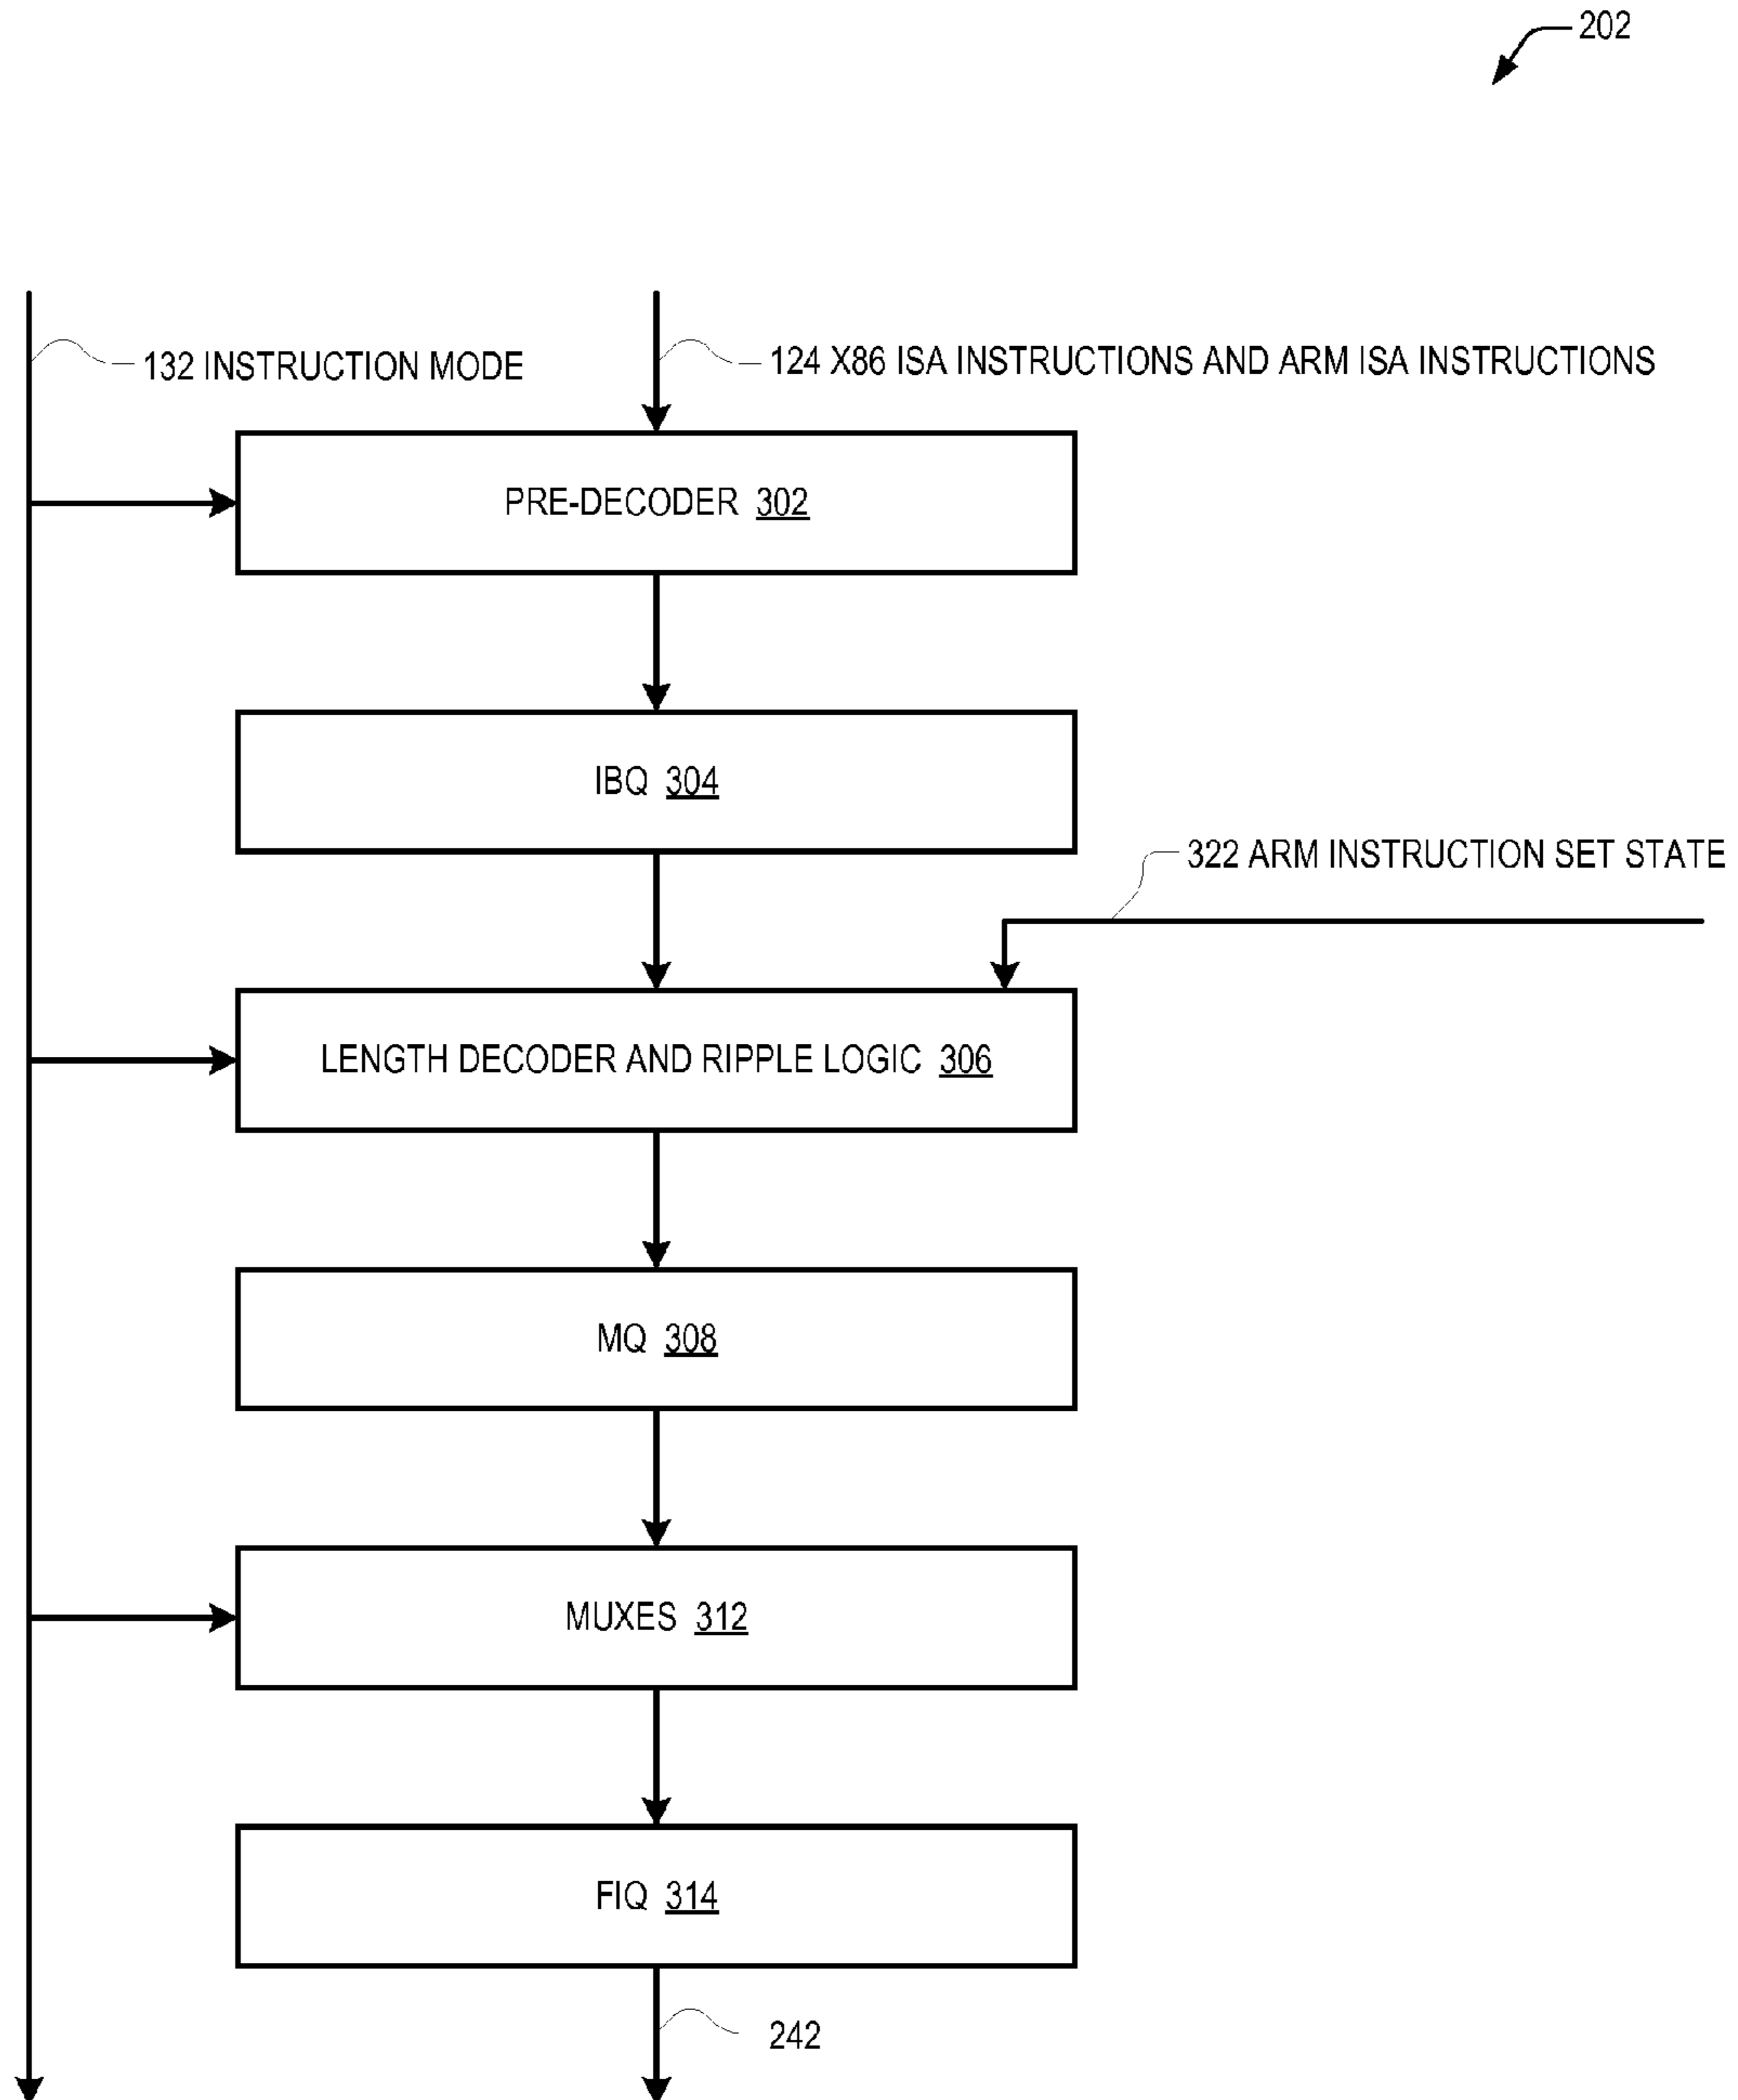 202
132 INSTRUCTION MODE
124 X86 ISA INSTRUCTIONS AND ARM ISA INSTRUCTIONS
PRE-DECODER 302
IBQ 304
322 ARM INSTRUCTION SET STATE
LENGTH DECODER AND RIPPLE LOGIC 306
MQ 308
MUXES 312
FIQ 314
242